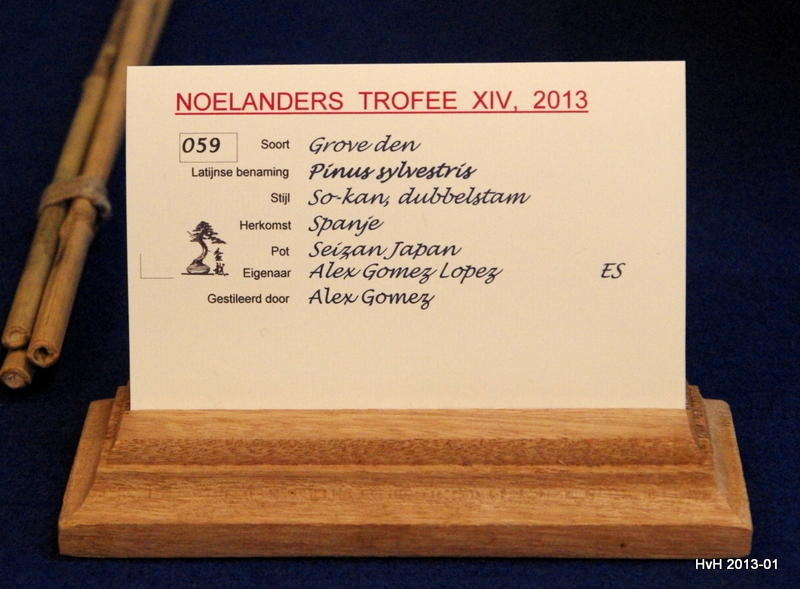 NOELANDERS TROFEE XIV, 2013
059 Soort Grove den
Latijnse benaming Pinus sylvestris
Stijl So-kan, dubbelstam
Herkomst Spanje
Pot Seizan Japan
Eigenaar Alex Gomez Lopez ES
Gestileerd door Alex Gomez
HvH 2013-01